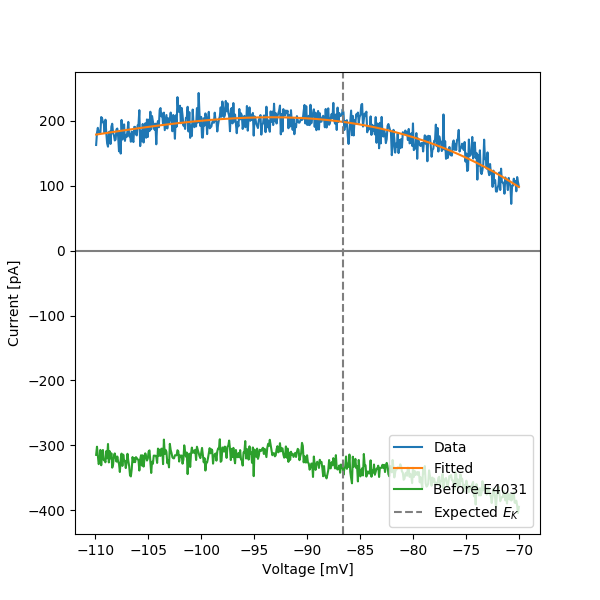 200
100
0
−100
−200
−300
−400
Current [pA]
Data
Fitted
Before E4031
Expected E_K
−110 −105 −100 −95 −90 −85 −80 −75 −70
Voltage [mV]